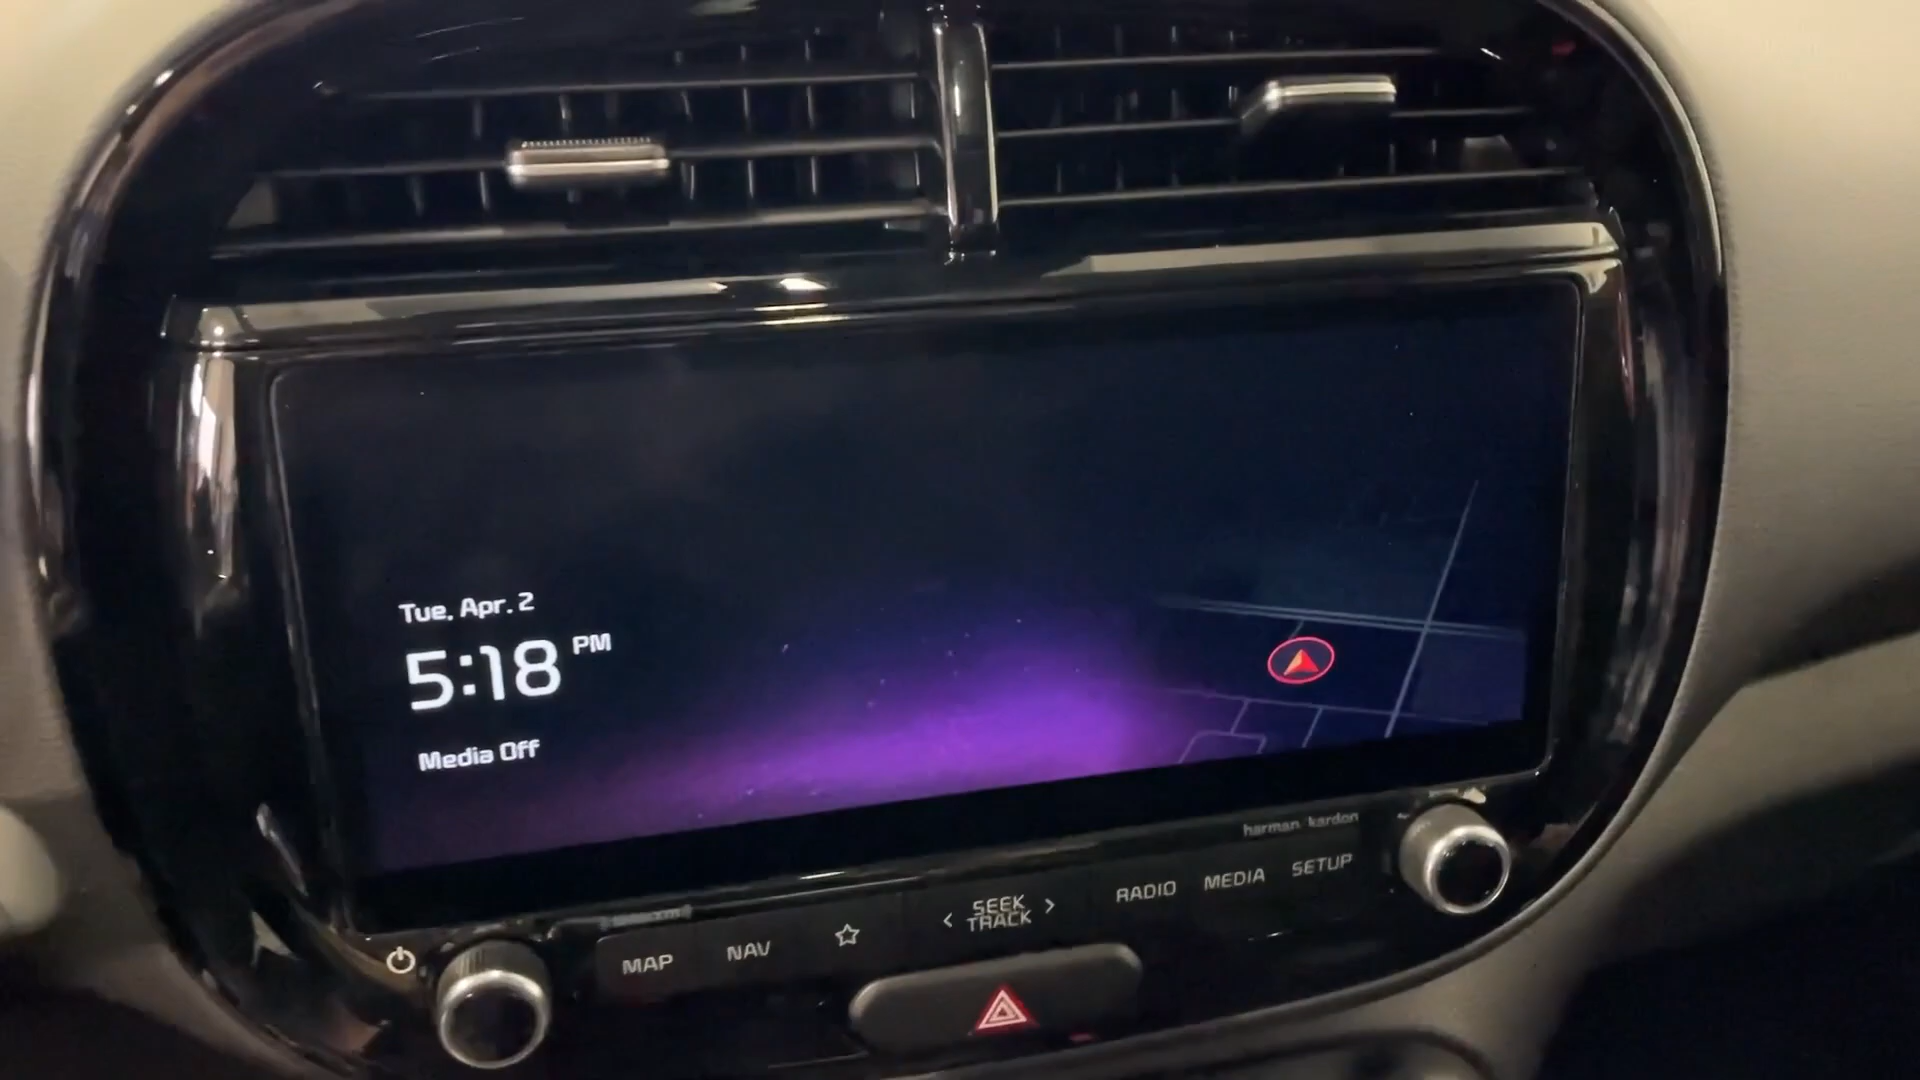 Tue, Apr. 2
5:18 PM
Media Off
harman kardon
MAP
NAV
SEEK
TRACK
RADIO
MEDIA
SETUP